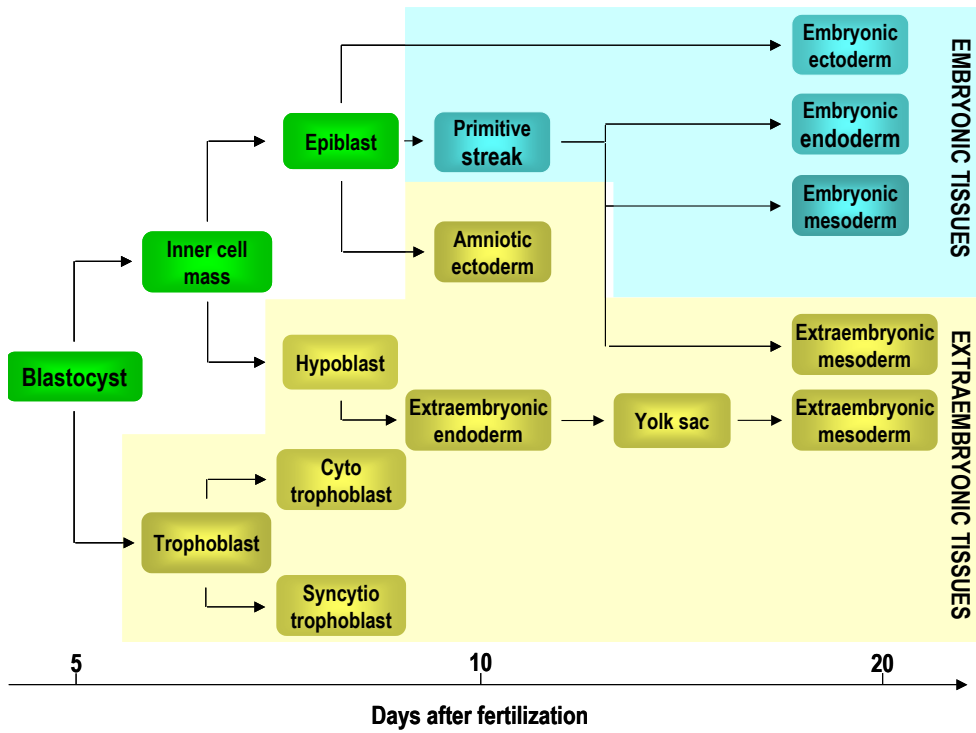 Embryonic
ectoderm
Embryonic
endoderm
Embryonic
mesoderm
EMBRYONIC TISSUES
Epiblast
Primitive
streak
Inner cell
mass
Amniotic
ectoderm
Blastocyst
Hypoblast
Extraembryonic
mesoderm
Extraembryonic
endoderm
Yolk sac
Extraembryonic
mesoderm
EXTRAEMBRYONIC TISSUES
Cyto
trophoblast
Trophoblast
Syncytio
trophoblast
5
10
20
Days after fertilization